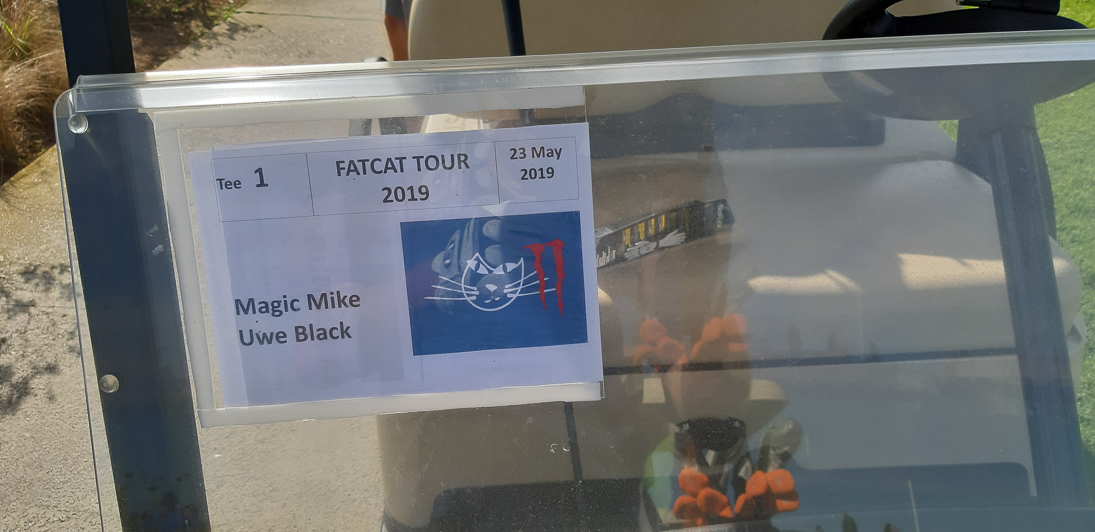 Tee 1
FATCAT TOUR
2019
23 May
2019
Magic Mike
Uwe Black